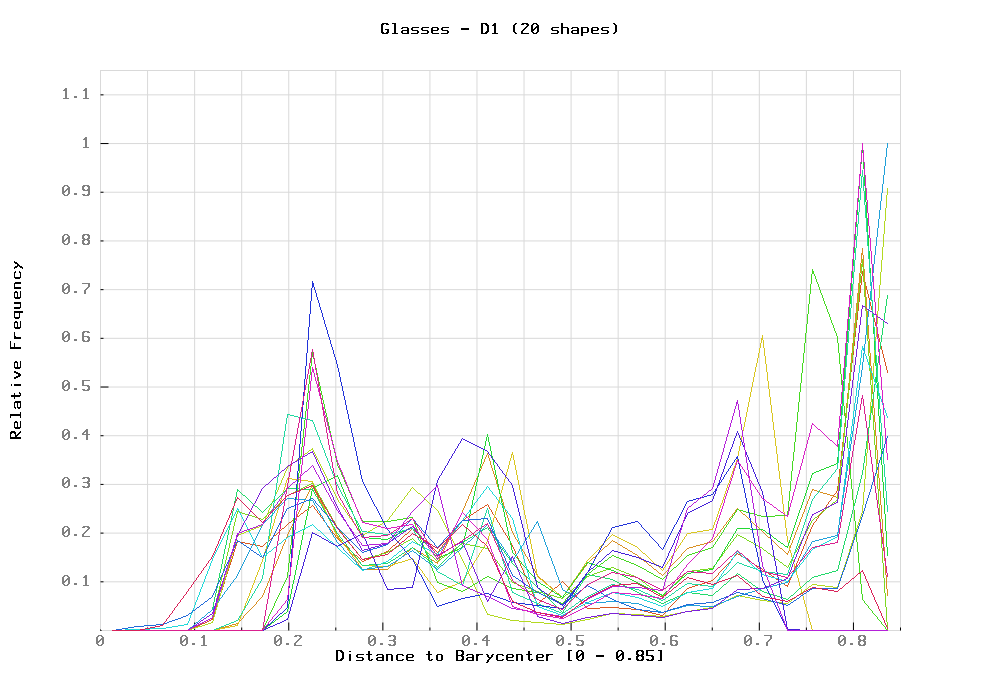 Glasses - D1 (20 shapes)
1.1
1
0.9
0.8
0.7
0.6
0.5
0.4
0.3
0.2
0.1
Relative Frequency
0 0.1 0.2 0.3 0.4 0.5 0.6 0.7 0.8
Distance to Barycenter [0 - 0.85]